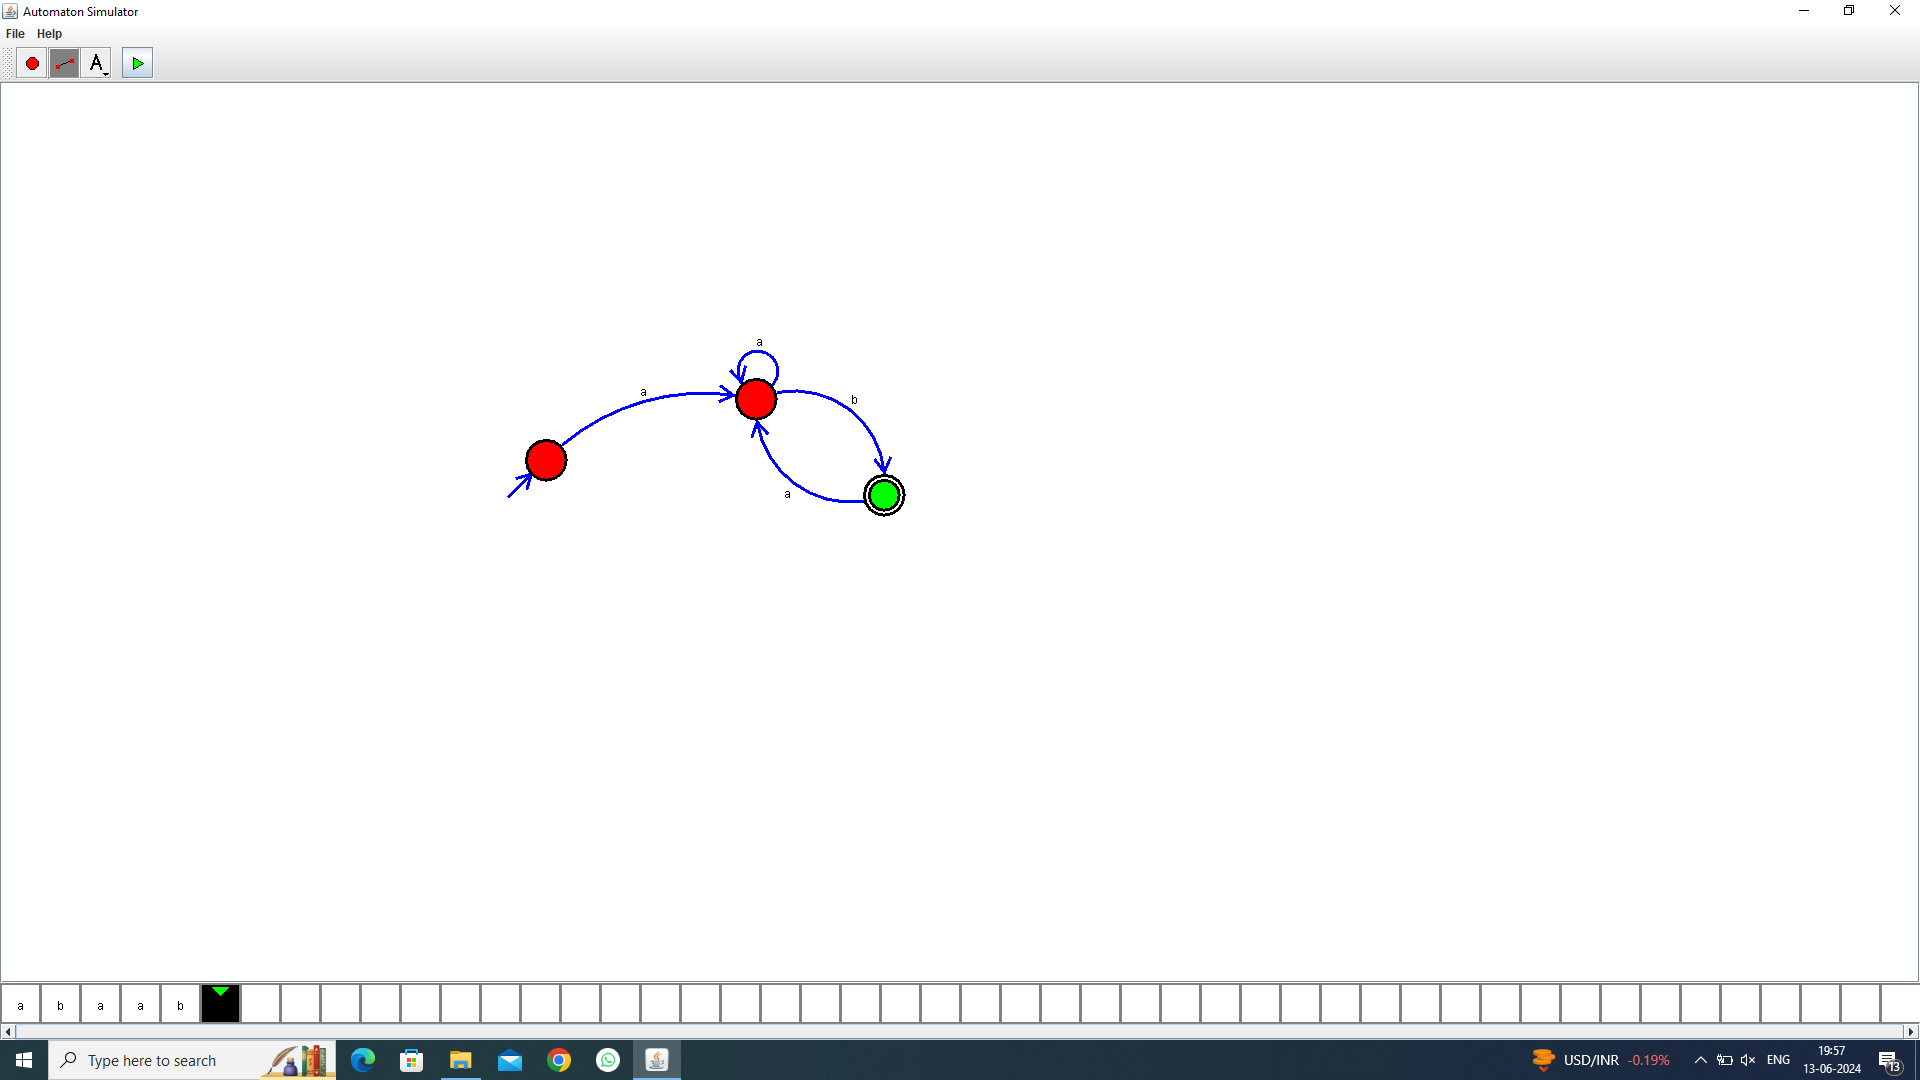 Automaton Simulator
File Help
A
a
a
b
a
a b a a b
Type here to search
USD/INR -0.19%
ENG
19:57
13-06-2024
13